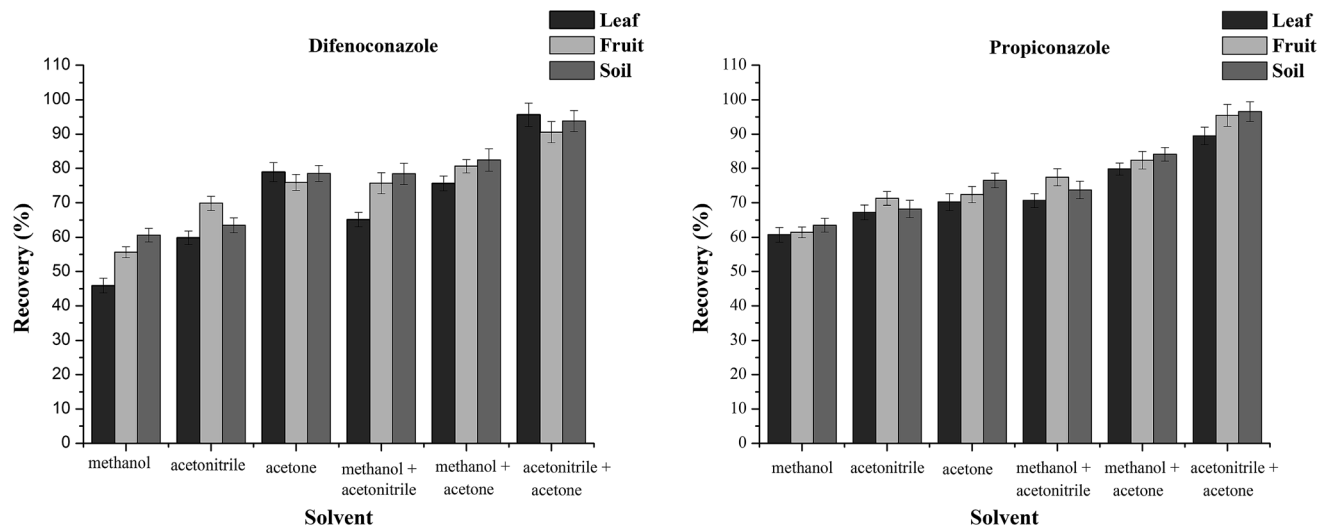 Leaf
Fruit
Soil
Difenoconazole
110
100
90
80
70
60
50
40
30
20
10
0
Recovery (%)
methanol
acetonitrile
acetone
methanol +
acetonitrile
methanol +
acetone
acetonitrile +
acetone
Solvent
Leaf
Fruit
Soil
Propiconazole
110
100
90
80
70
60
50
40
30
20
10
0
Recovery (%)
methanol
acetonitrile
acetone
methanol +
acetonitrile
methanol +
acetone
acetonitrile +
acetone
Solvent